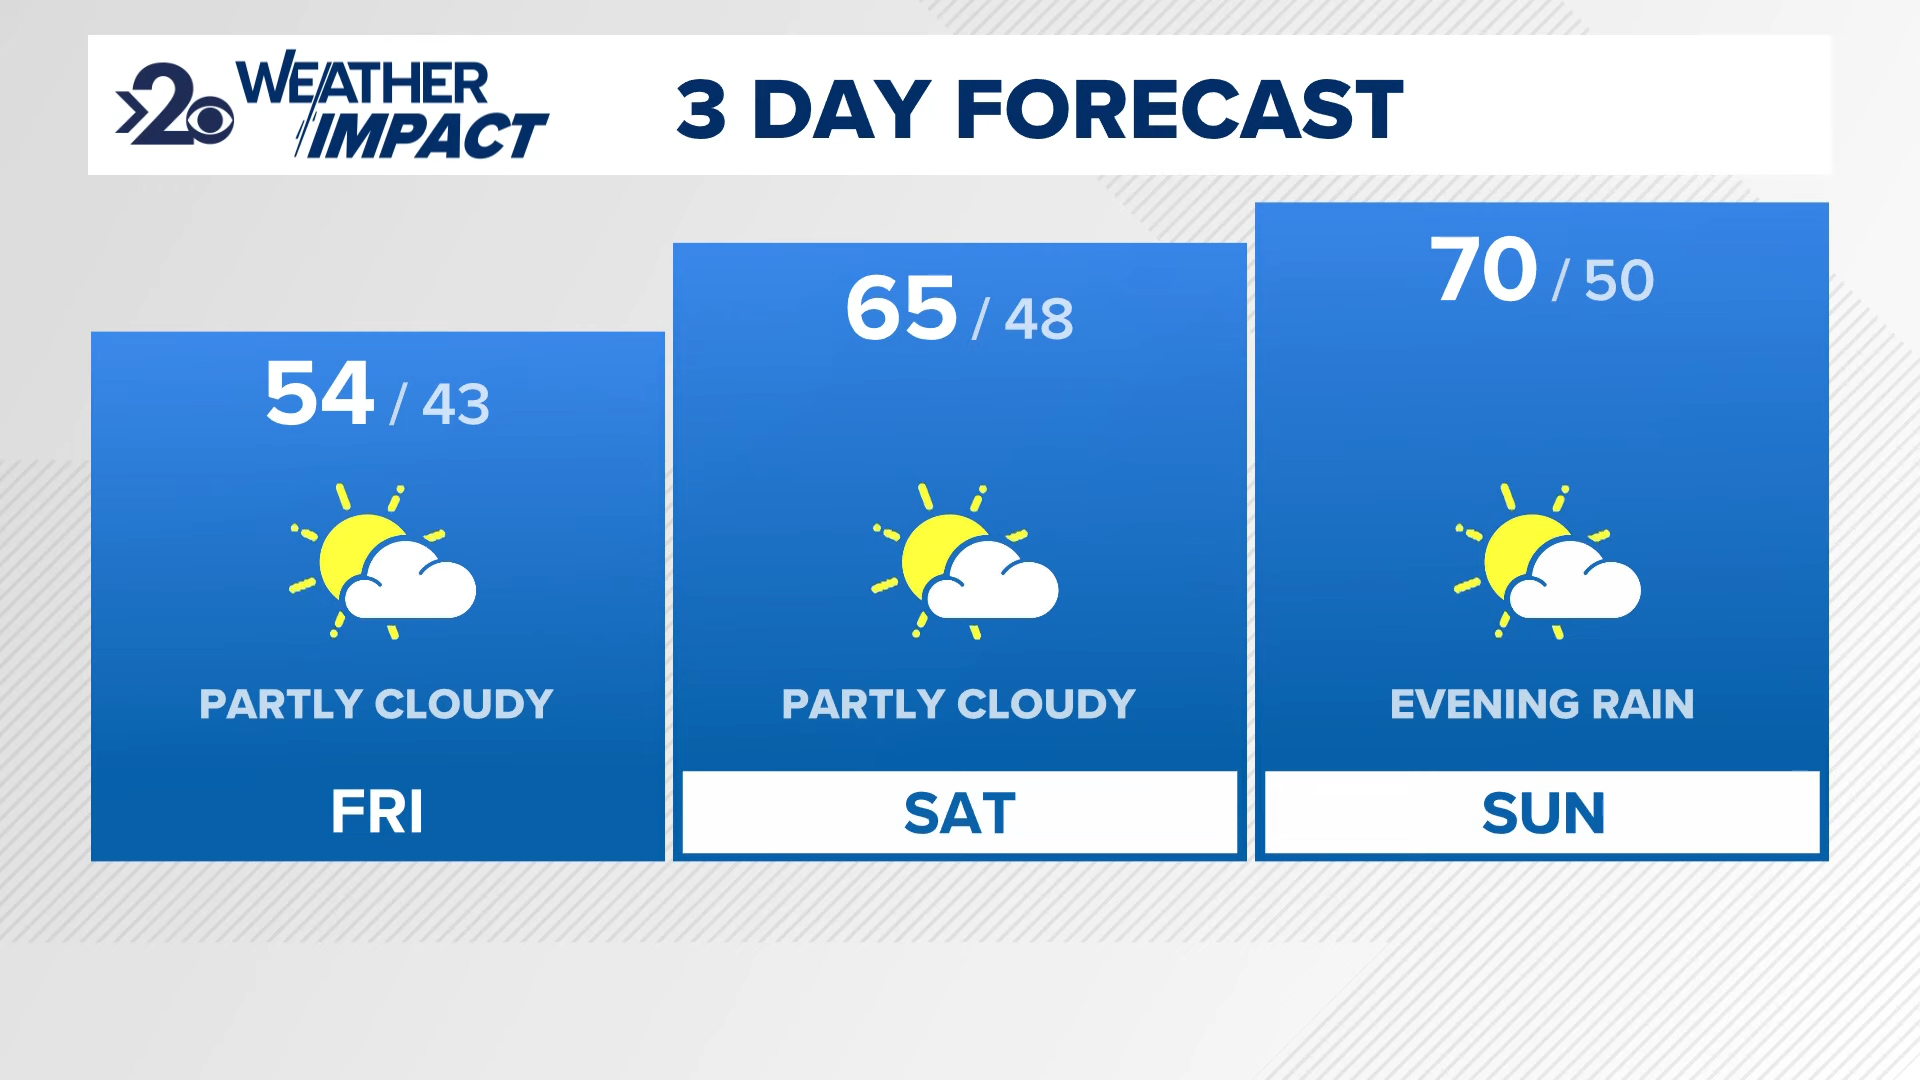 2 WEATHER
IMPACT
3 DAY FORECAST
54 / 43
PARTLY CLOUDY
FRI
65 / 48
PARTLY CLOUDY
SAT
70 / 50
EVENING RAIN
SUN